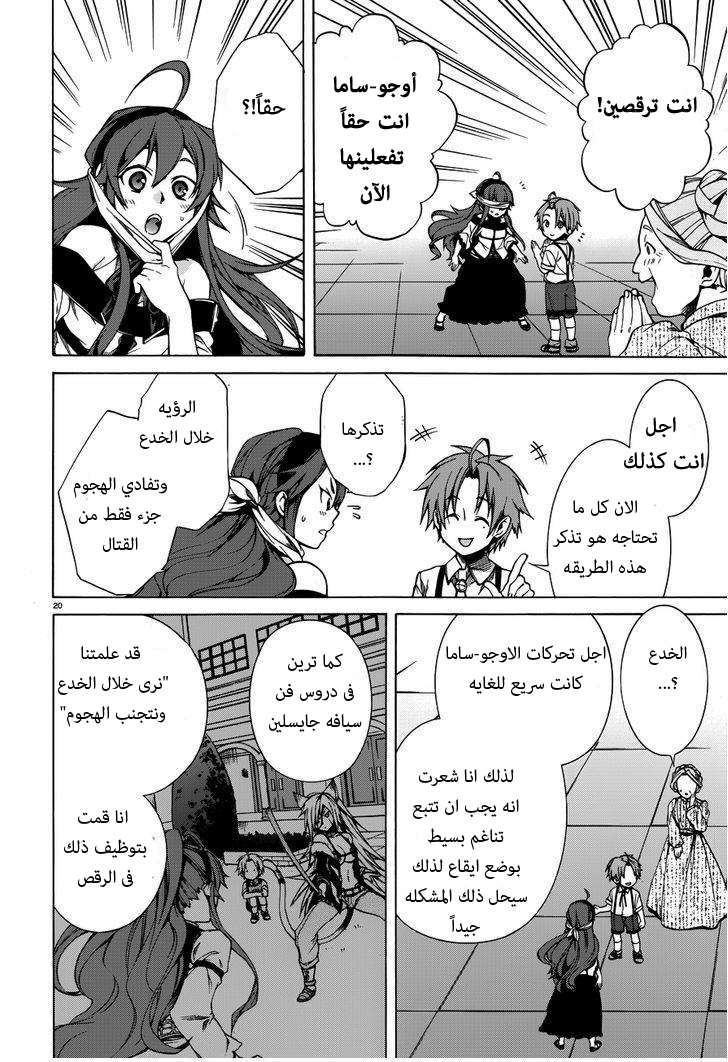 انت ترقصين!
أوجو-ساما
انت حقاً
تفعلينها
الآن
حقاً!؟
اجل
انت كذلك
الان كل ما
تحتاجه هو تذكر
هذه الطريقه
تذكرها
؟...
الرؤيه
خلال الخدع
وتفادي الهجوم
جزء فقط من
القتال
20
الخدع
؟...
اجل تحركات الاوجو-ساما
كانت سريع للغايه
لذلك انا شعرت
انه يجب ان تتبع
تناغم بسيط
بوضع ايقاع لذلك
سيحل ذلك المشكله
جيداً
كما ترين
فى دروس فن
سيافه جايسلين
قد علمتنا
"نرى خلال الخدع
ونتجنب الهجوم"
انا قمت
بتوظيف ذلك
فى الرقص